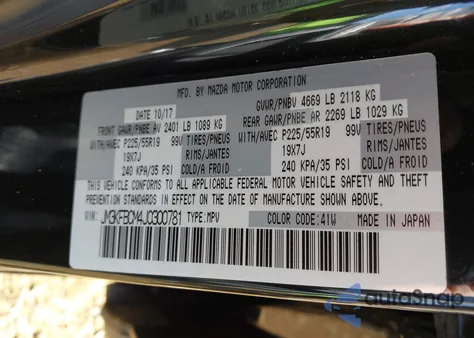 MFD. BY MAZDA MOTOR CORPORATION
DATE 10/17
GVWR/PNBV 4669 LB 2118 KG
FRONT GAWR/PNBE AV 2401 LB 1089 KG
REAR GAWR/PNBE AR 2269 LB 1029 KG
WITH/AVEC P225/55R19 99V TIRES/PNEUS
WITH/AVEC P225/55R19 99V TIRES/PNEUS
19X7J RIMS/JANTES
19X7J RIMS/JANTES
240 KPA/35 PSI COLD/A FROID
240 KPA/35 PSI COLD/A FROID
THIS VEHICLE CONFORMS TO ALL APPLICABLE FEDERAL MOTOR VEHICLE SAFETY AND THEFT
PREVENTION STANDARDS IN EFFECT ON THE DATE OF MANUFACTURE SHOWN ABOVE.
VIN: JM3KFBCM4J0300781 TYPE: MPV COLOR CODE: 41W MADE IN JAPAN
autoSnap